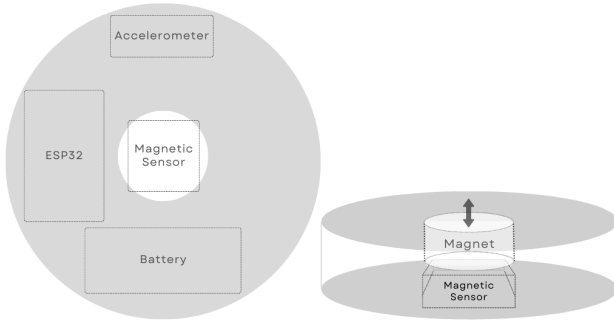 Accelerometer
ESP32
Magnetic
Sensor
Battery
Magnet
Magnetic
Sensor